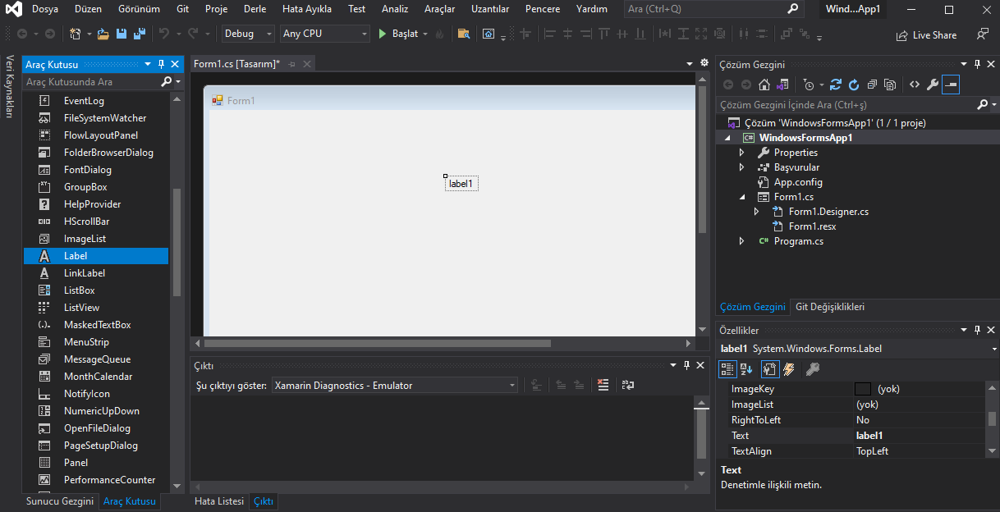 Dosya Düzen Görünüm Git Proje Derle Hata Ayıkla Test Analiz Araçlar Uzantılar Pencere Yardım Ara (Ctrl+Q) Wind...App1
Debug Any CPU Başlat Live Share
Veri Kaynakları
Araç Kutusu
Araç Kutusunda Ara
EventLog
FileSystemWatcher
FlowLayoutPanel
FolderBrowserDialog
FontDialog
GroupBox
HelpProvider
HScrollBar
ImageList
Label
LinkLabel
ListBox
ListView
MaskedTextBox
MenuStrip
MessageQueue
MonthCalendar
NotifyIcon
NumericUpDown
OpenFileDialog
PageSetupDialog
Panel
PerformanceCounter
Sunucu Gezgini Araç Kutusu
Form1.cs [Tasarım]*
Form1
label1
Çıktı
Şu çıktıyı göster: Xamarin Diagnostics - Emulator
Hata Listesi Çıktı
Çözüm Gezgini
Çözüm Gezgini İçinde Ara (Ctrl+ş)
Çözüm 'WindowsFormsApp1' (1 / 1 proje)
C# WindowsFormsApp1
Properties
Başvurular
App.config
Form1.cs
Form1.Designer.cs
Form1.resx
C# Program.cs
Çözüm Gezgini Git Değişiklikleri
Özellikler
label1 System.Windows.Forms.Label
ImageKey (yok)
ImageList (yok)
RightToLeft No
Text label1
TextAlign TopLeft
Text
Denetimle ilişkili metin.